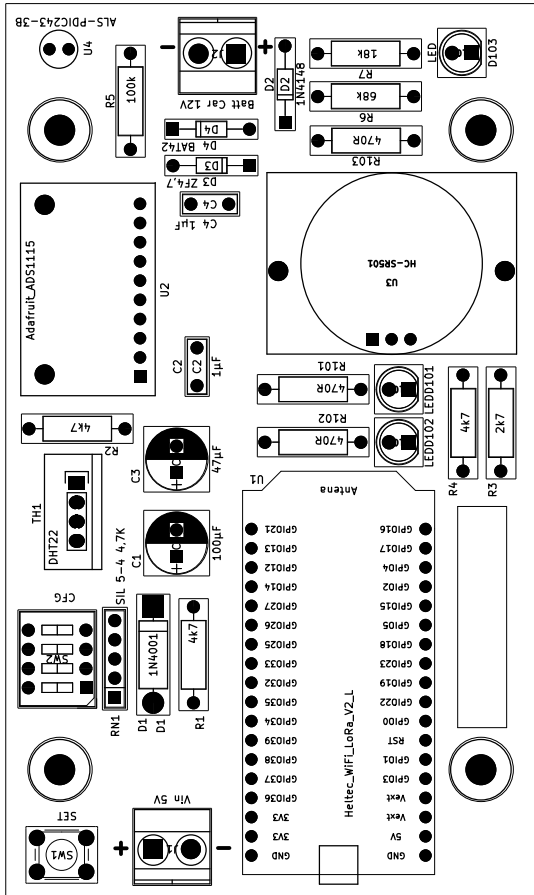 ALS-PDIC243-3B
U4
R5
100k
-
J2
+
Batt Car 12V
D2
D2
1N4148
18k
R7
68k
R6
470R
R103
LED
D103
D4
D4 BAT42
D3
D3 ZF4,7
C4
C4 1µF
Adafruit_ADS1115
U2
HC-SR501
U3
C2
C2
1µF
R101
470R
LEDD101
R102
470R
LEDD102
4k7
R4
2k7
R3
4k7
R2
C3
47µF
TH1
DHT22
C1
100µF
U1
Antena
GPIO21
GPIO13
GPIO12
GPIO14
GPIO27
GPIO26
GPIO25
GPIO33
GPIO32
GPIO35
GPIO34
GPIO39
GPIO38
GPIO37
GPIO36
3V3
3V3
GND
GPIO16
GPIO17
GPIO4
GPIO2
GPIO15
GPIO5
GPIO18
GPIO23
GPIO19
GPIO22
GPIO0
RST
GPIO1
GPIO3
Vext
Vext
5V
GND
Heltec_WiFi_LoRa_V2_L
CFG
SW2
SIL 5-4 4,7K
RN1
1N4001
D1
D1
4k7
R1
SET
SW1
Vin 5V
+
J1
-